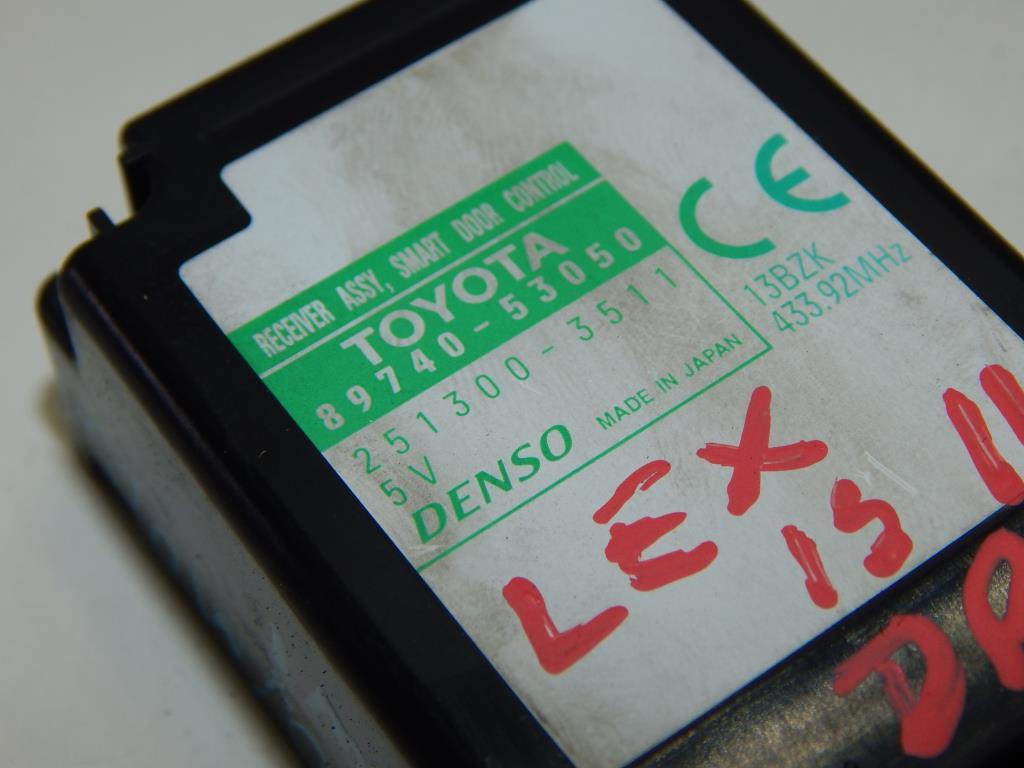 RECEIVER ASSY, SMART DOOR CONTROL
TOYOTA
89740-53050
251300-3511
5V
DENSO MADE IN JAPAN
CE
13BZK
433.92MHz
LEX
IS